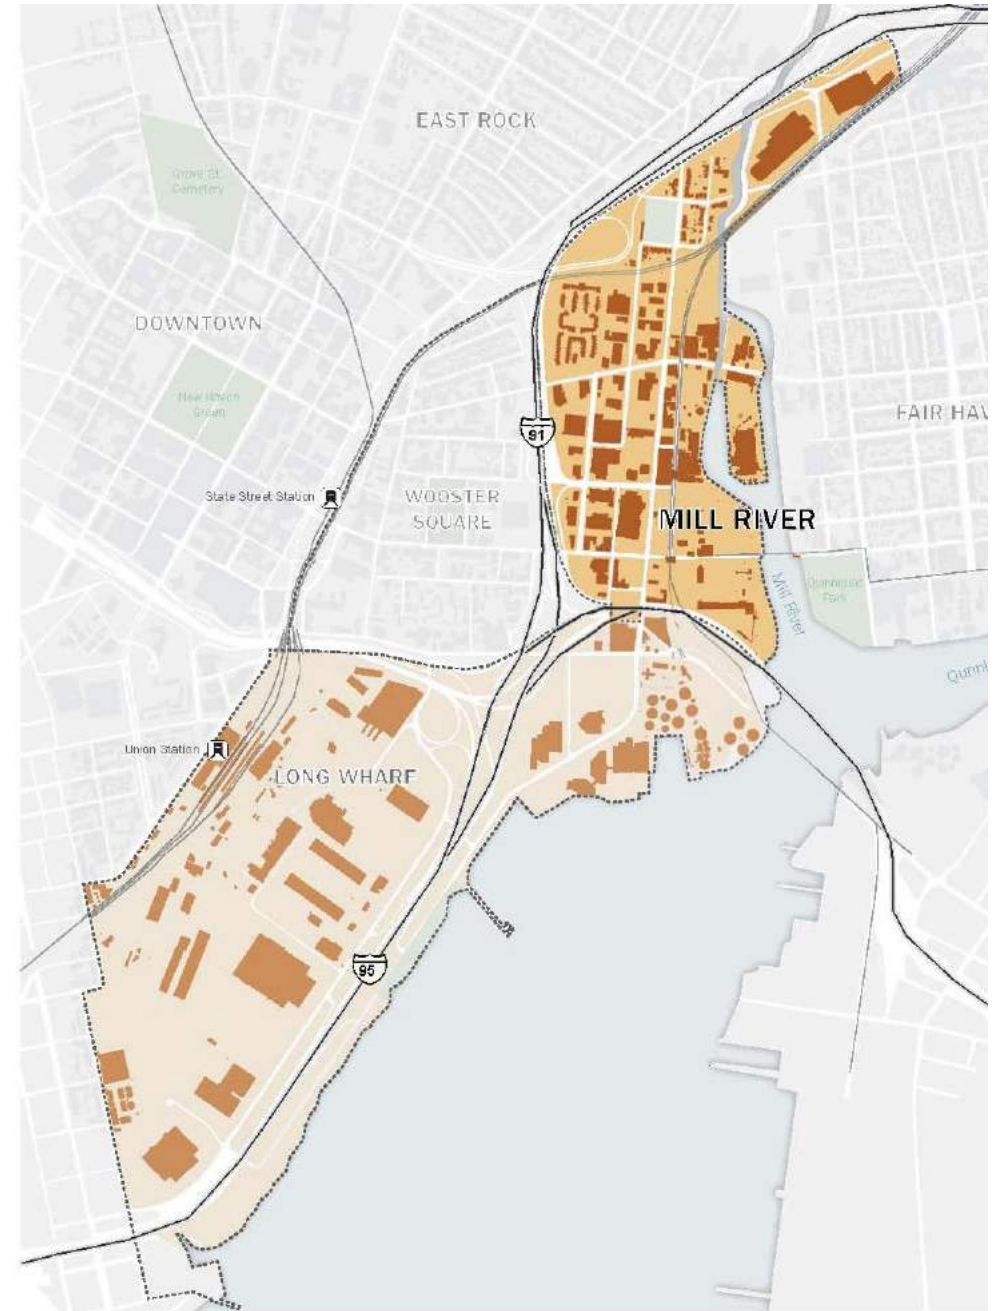 EAST ROCK
Grove St.
Cemetery
DOWNTOWN
New Haven
Green
91
FAIR HAV
State Street Station
WOOSTER
SQUARE
MILL RIVER
Mill River
Quinnipiac
Park
Qunni
Union Station
LONG WHARF
95